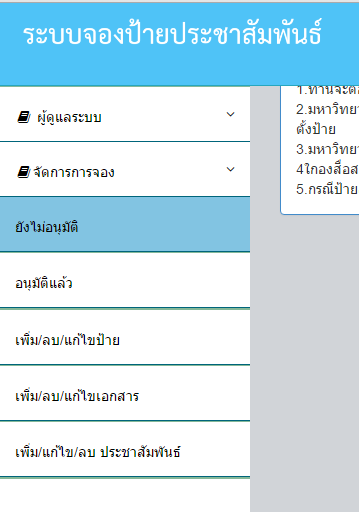 ระบบจองป้ายประชาสัมพันธ์
ผู้ดูแลระบบ
จัดการการจอง
ยังไม่อนุมัติ
อนุมัติแล้ว
เพิ่ม/ลบ/แก้ไขป้าย
เพิ่ม/ลบ/แก้ไขเอกสาร
เพิ่ม/แก้ไข/ลบ ประชาสัมพันธ์
1.ท่านจะต้อ
2.มหาวิทยา
ตั้งป้าย
3.มหาวิทยา
4ใกองสื่อส
5.กรณีป้าย